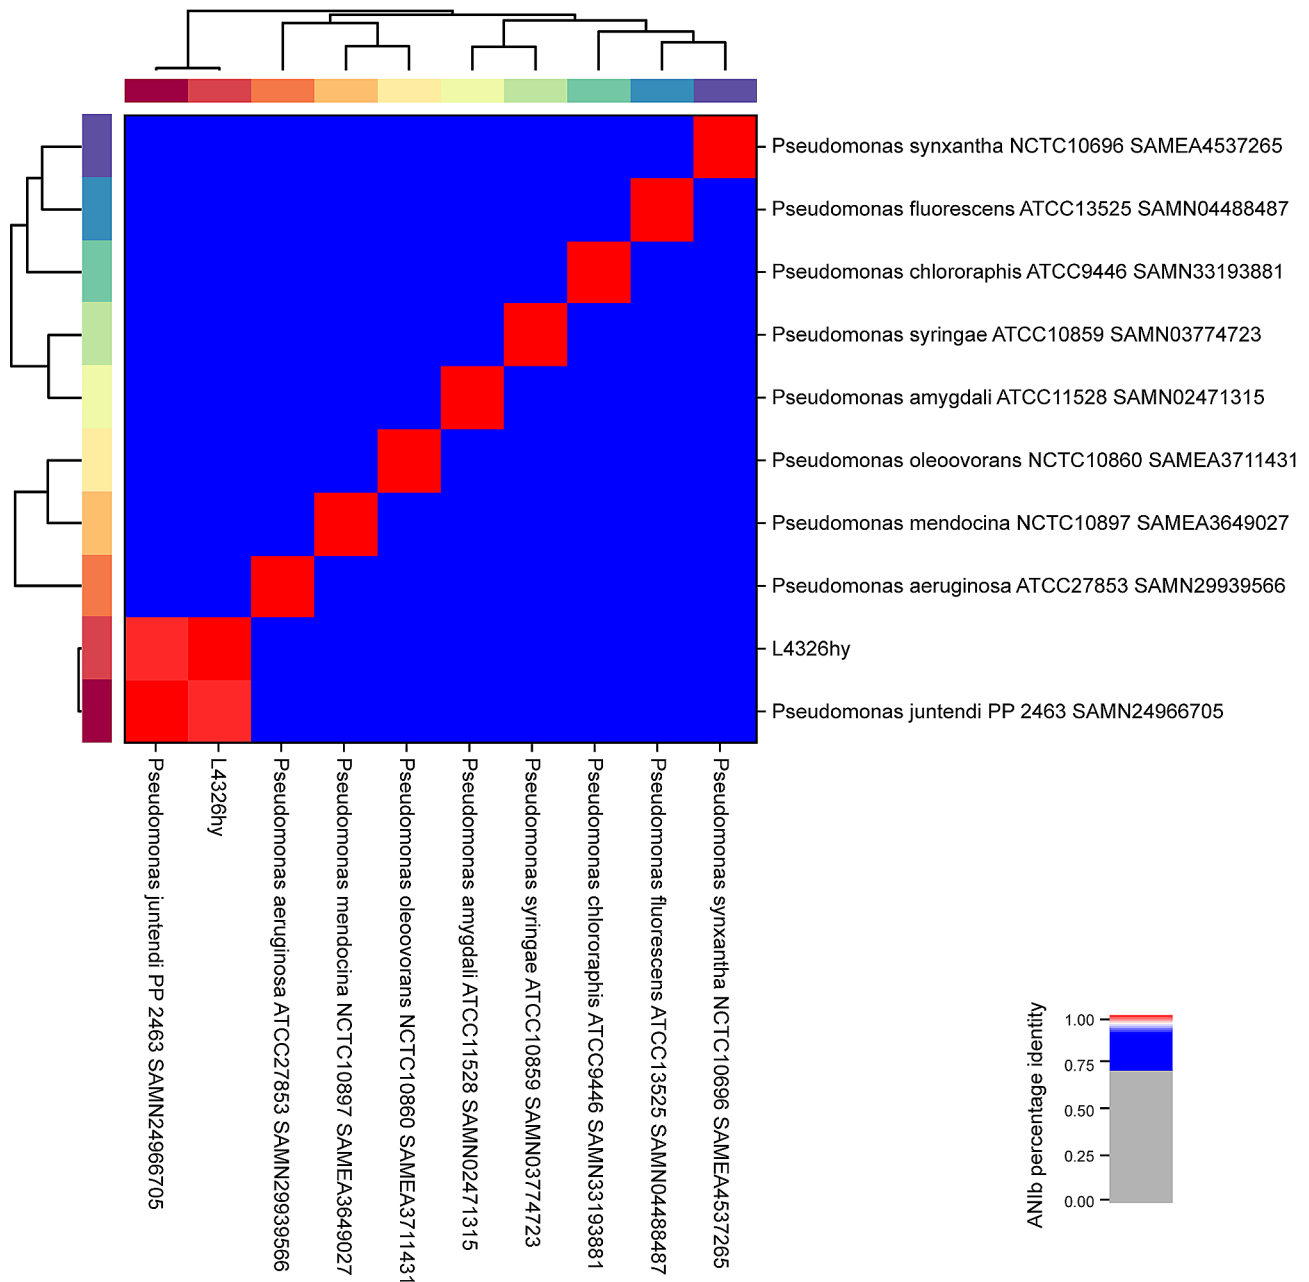 Pseudomonas synxantha NCTC10696 SAMEA4537265
Pseudomonas fluorescens ATCC13525 SAMN04488487
Pseudomonas chlororaphis ATCC9446 SAMN33193881
Pseudomonas syringae ATCC10859 SAMN03774723
Pseudomonas amygdali ATCC11528 SAMN02471315
Pseudomonas oleoovorans NCTC10860 SAMEA3711431
Pseudomonas mendocina NCTC10897 SAMEA3649027
Pseudomonas aeruginosa ATCC27853 SAMN29939566
L4326hy
Pseudomonas juntendi PP 2463 SAMN24966705
Pseudomonas juntendi PP 2463 SAMN24966705
L4326hy
Pseudomonas aeruginosa ATCC27853 SAMN29939566
Pseudomonas mendocina NCTC10897 SAMEA3649027
Pseudomonas oleoovorans NCTC10860 SAMEA3711431
Pseudomonas amygdali ATCC11528 SAMN02471315
Pseudomonas syringae ATCC10859 SAMN03774723
Pseudomonas chlororaphis ATCC9446 SAMN33193881
Pseudomonas fluorescens ATCC13525 SAMN04488487
Pseudomonas synxantha NCTC10696 SAMEA4537265
ANIb percentage identity
1.00
0.75
0.50
0.25
0.00